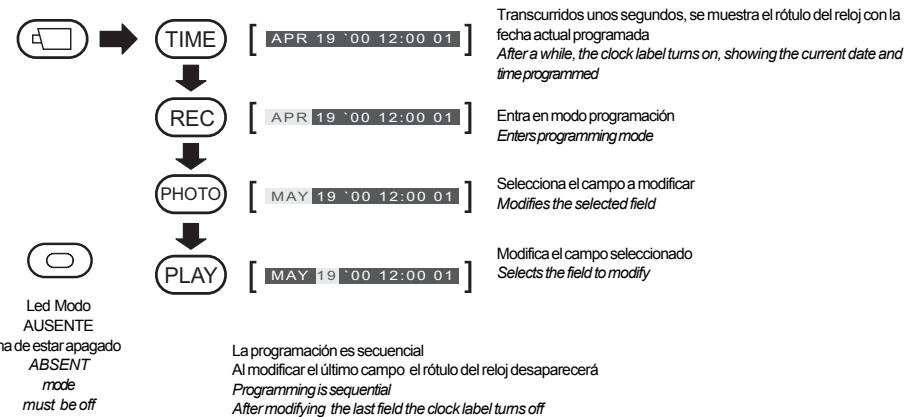 TIME
[ APR 19 `00 12:00 01 ]
Transcurridos unos segundos, se muestra el rótulo del reloj con la
fecha actual programada
After a while, the clock label turns on, showing the current date and
time programmed
REC
[ APR 19 `00 12:00 01 ]
Entra en modo programación
Enters programming mode
PHOTO
[ MAY 19 `00 12:00 01 ]
Selecciona el campo a modificar
Modifies the selected field
PLAY
[ MAY 19 `00 12:00 01 ]
Modifica el campo seleccionado
Selects the field to modify
Led Modo
AUSENTE
ha de estar apagado
ABSENT
mode
must be off
La programación es secuencial
Al modificar el último campo el rótulo del reloj desaparecerá
Programming is sequential
After modifying the last field the clock label turns off